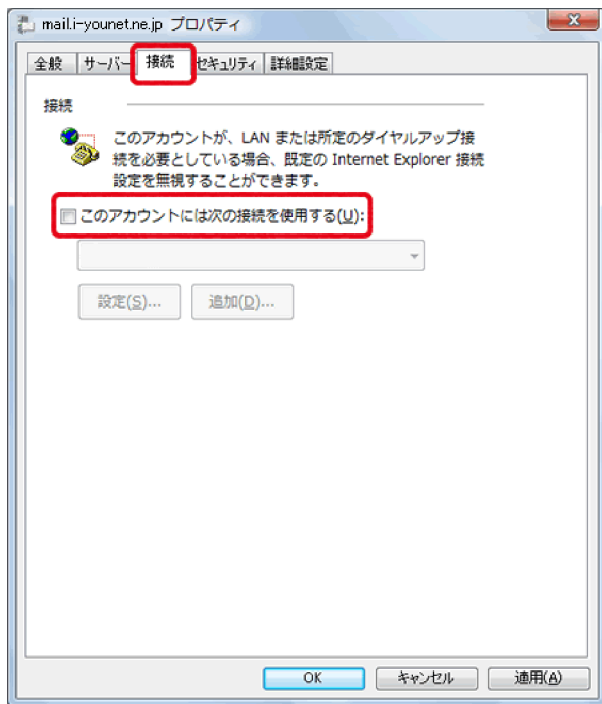 mail.i-younet.ne.jp プロパティ
全般 サーバー 接続 セキュリティ 詳細設定
接続
このアカウントが、LAN または所定のダイヤルアップ接
続を必要としている場合、既定の Internet Explorer 接続
設定を無視することができます。
このアカウントには次の接続を使用する(U):
設定(S)... 追加(D)...
OK キャンセル 適用(A)